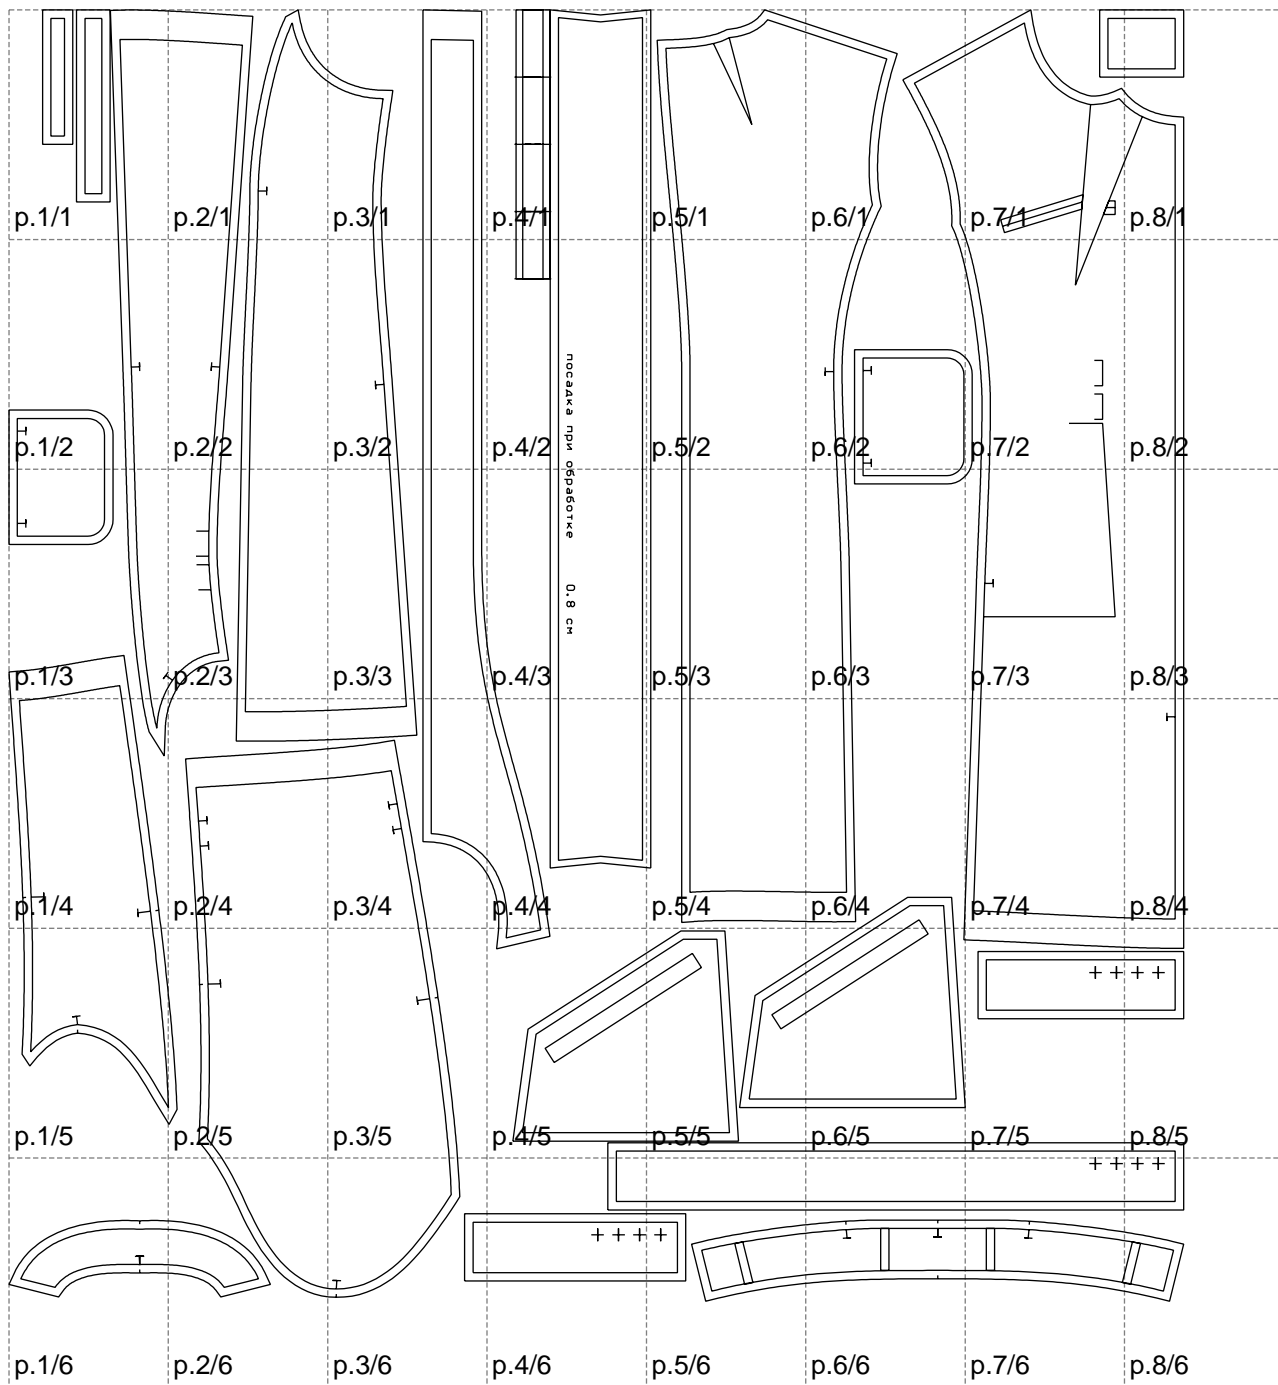 p.1/1 p.2/1 p.3/1 p.4/1 p.5/1 p.6/1 p.7/1 p.8/1
p.1/2 p.2/2 p.3/2 p.4/2 p.5/2 p.6/2 p.7/2 p.8/2
посадка при обработке 0.8 см
p.1/3 p.2/3 p.3/3 p.4/3 p.5/3 p.6/3 p.7/3 p.8/3
p.1/4 p.2/4 p.3/4 p.4/4 p.5/4 p.6/4 p.7/4 p.8/4
p.1/5 p.2/5 p.3/5 p.4/5 p.5/5 p.6/5 p.7/5 p.8/5
p.1/6 p.2/6 p.3/6 p.4/6 p.5/6 p.6/6 p.7/6 p.8/6